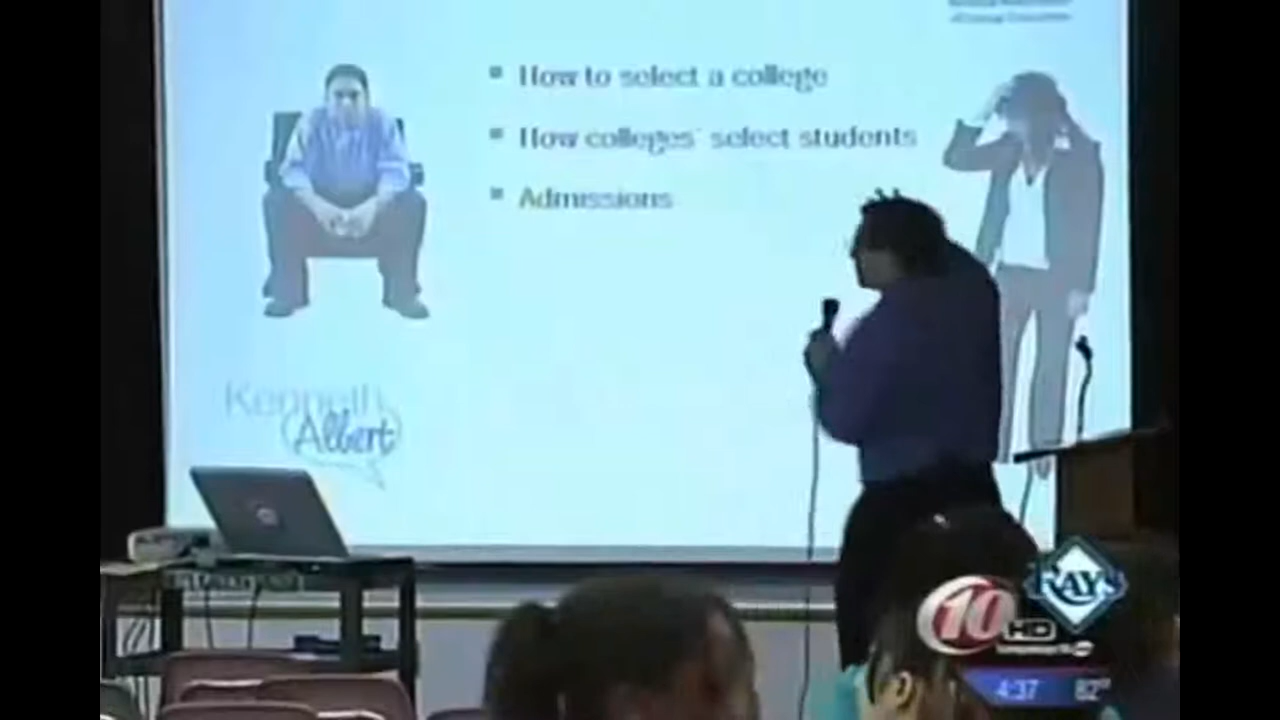 How to select a college
How colleges' select students
Admissions
Kenneth
Albert
RAYS
10
HD
4:37 82°